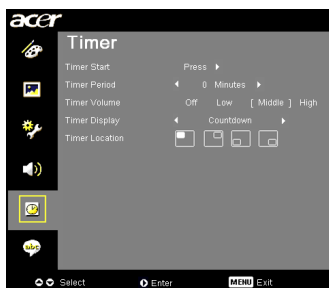 acer
Timer
Timer Start Press
Timer Period 0 Minutes
Timer Volume Off Low [ Middle ] High
Timer Display Countdown
Timer Location
abc
Select Enter MENU Exit